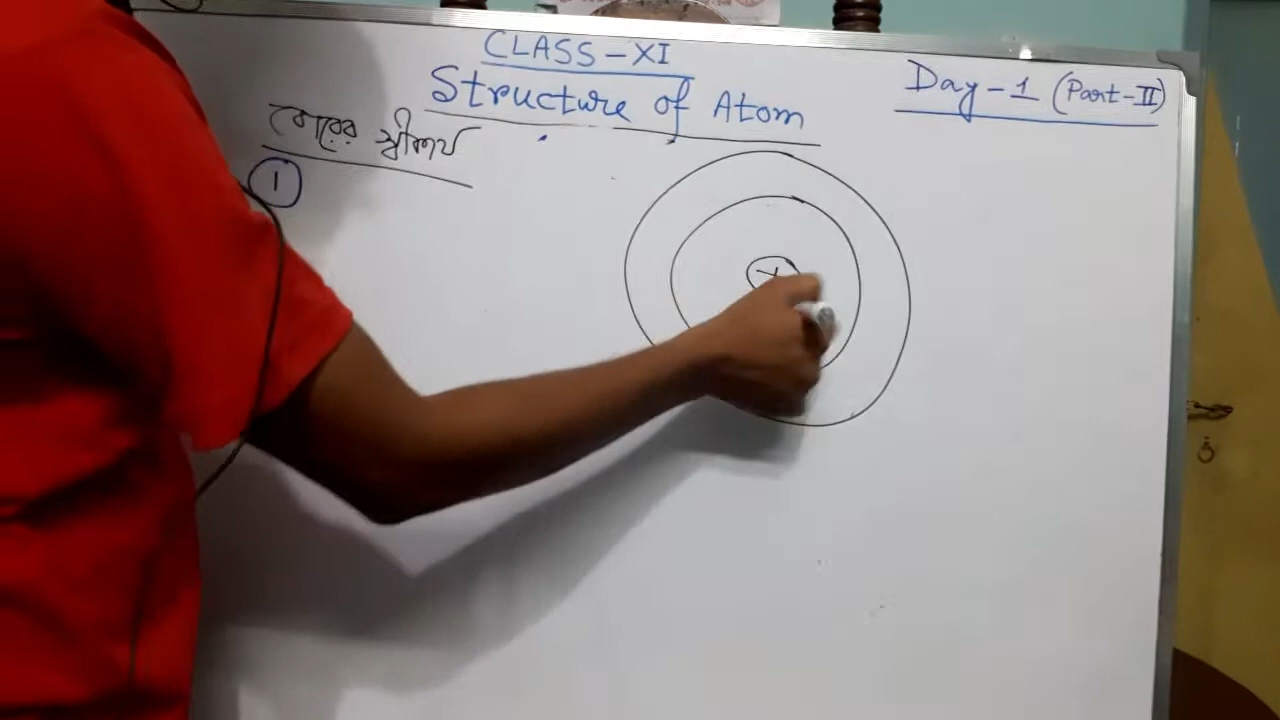 CLASS-XI
Structure of Atom
Day-1 (Part-II)
বোরের স্বীকার্য
1
+